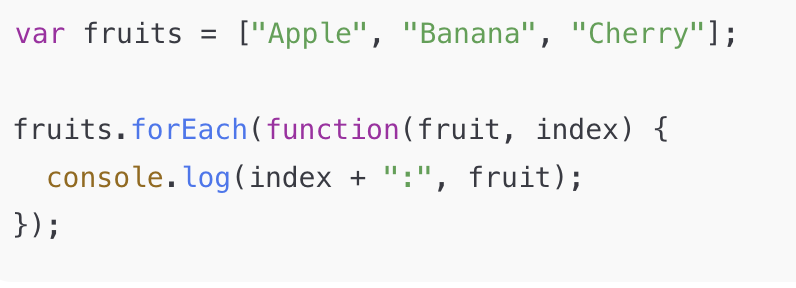 var fruits = ["Apple", "Banana", "Cherry"];
fruits.forEach(function(fruit, index) {
  console.log(index + ":", fruit);
});